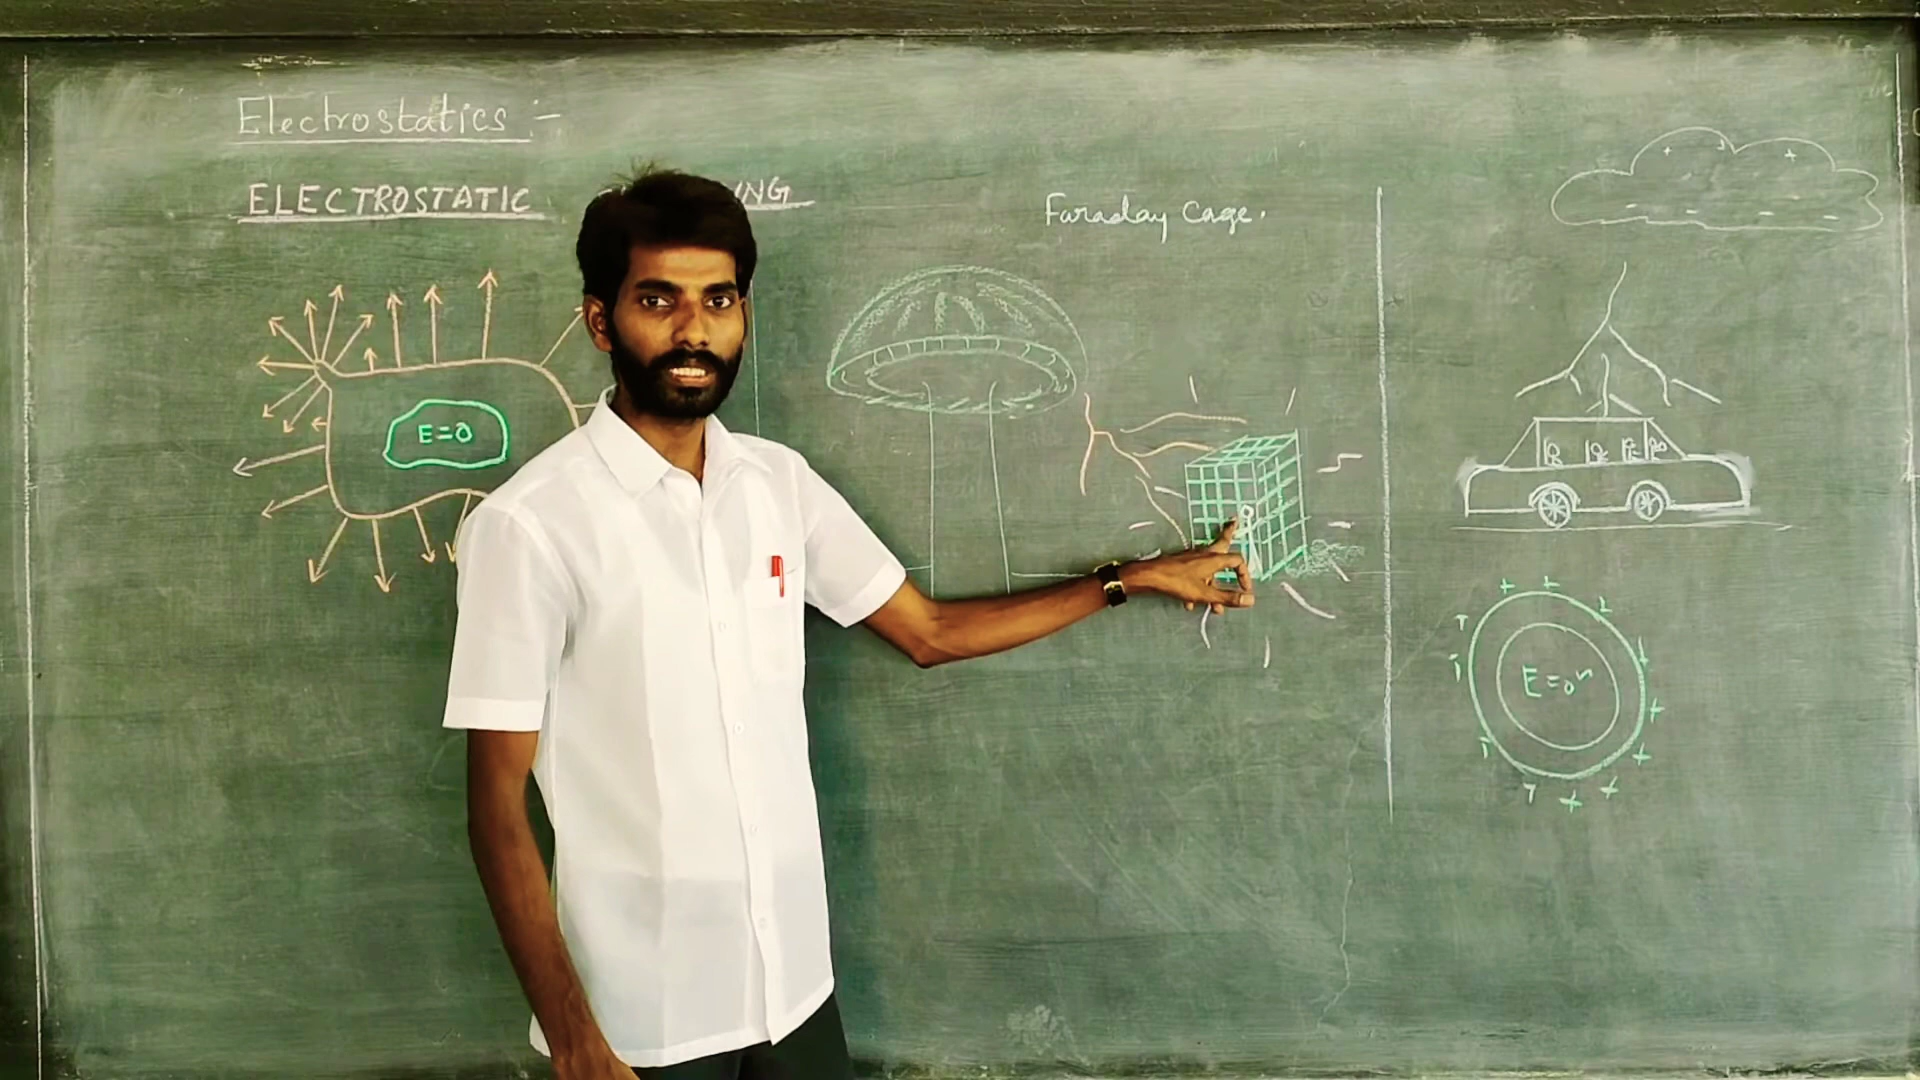 Electrostatics :-
ELECTROSTATIC ING
Faraday Cage.
E=0
E=0